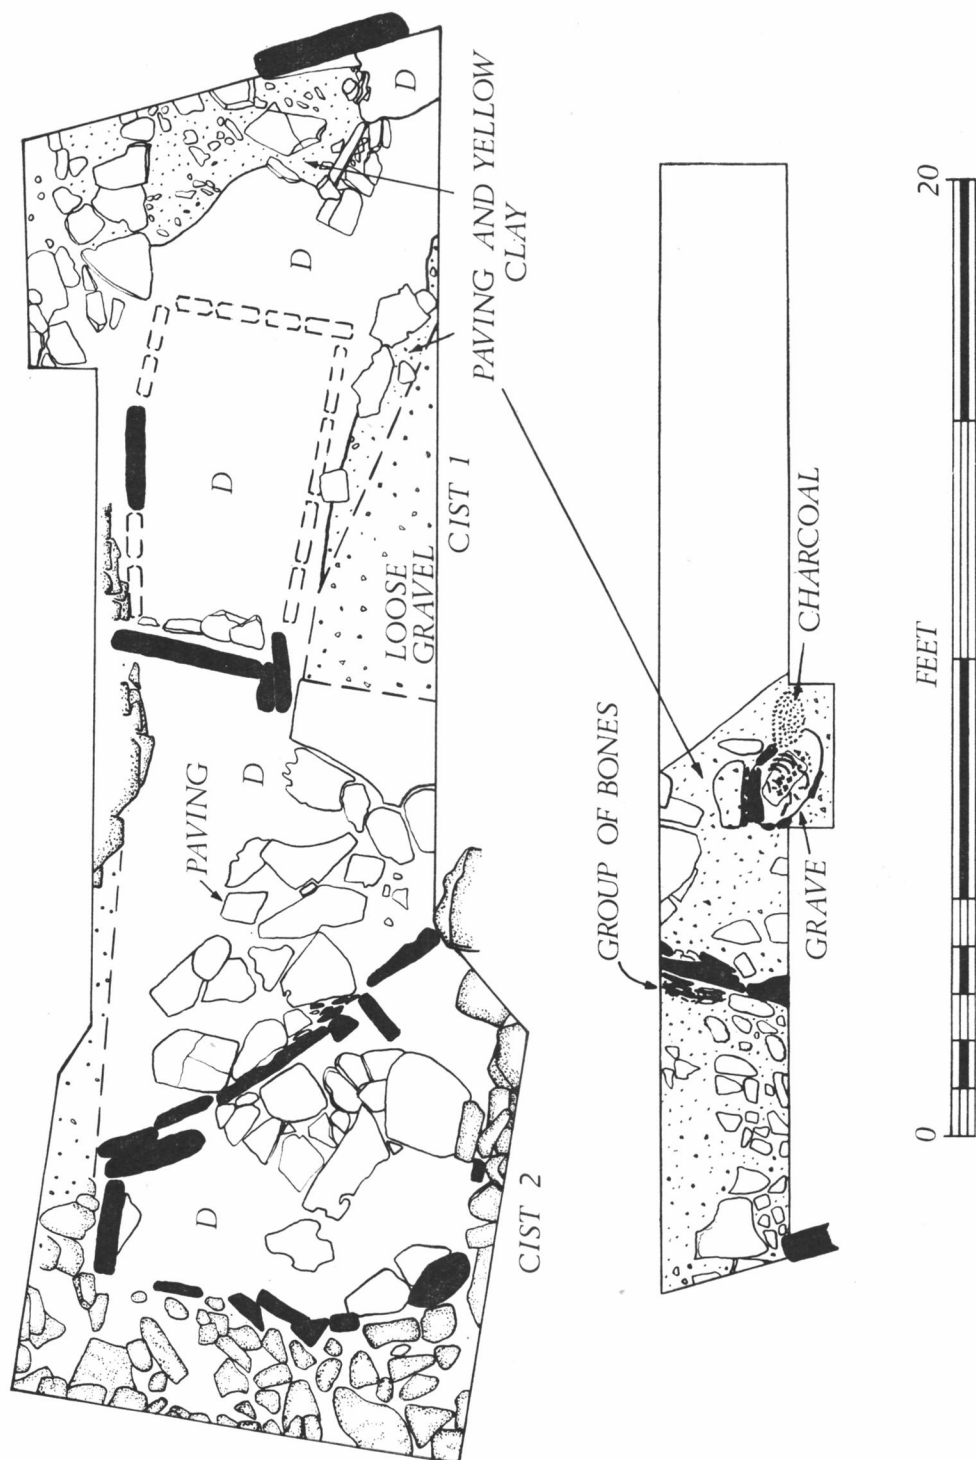 D
PAVING AND YELLOW
CLAY
D
D
CIST 1
LOOSE
GRAVEL
D
PAVING
D
CIST 2
GROUP OF BONES
CHARCOAL
GRAVE
20
FEET
0